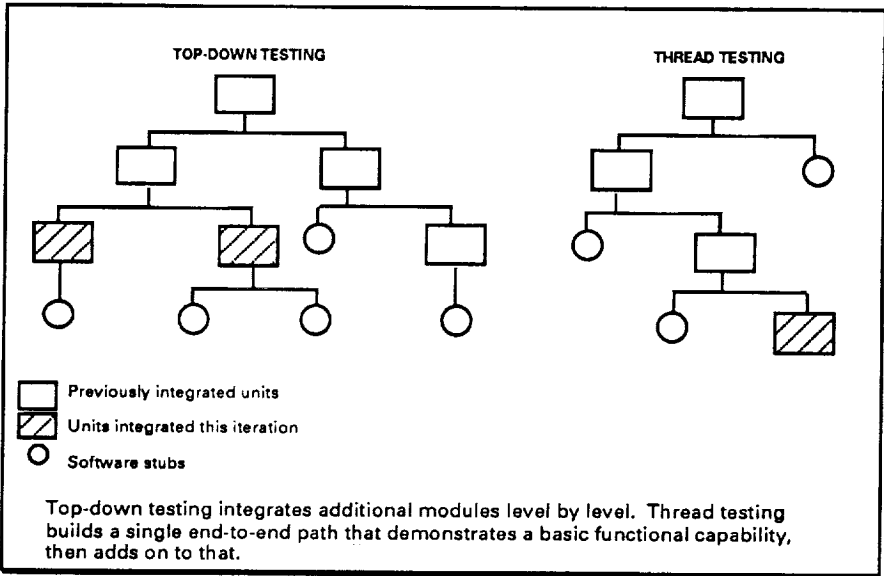 TOP-DOWN TESTING
THREAD TESTING
Previously integrated units
Units integrated this iteration
Software stubs
Top-down testing integrates additional modules level by level. Thread testing
builds a single end-to-end path that demonstrates a basic functional capability,
then adds on to that.